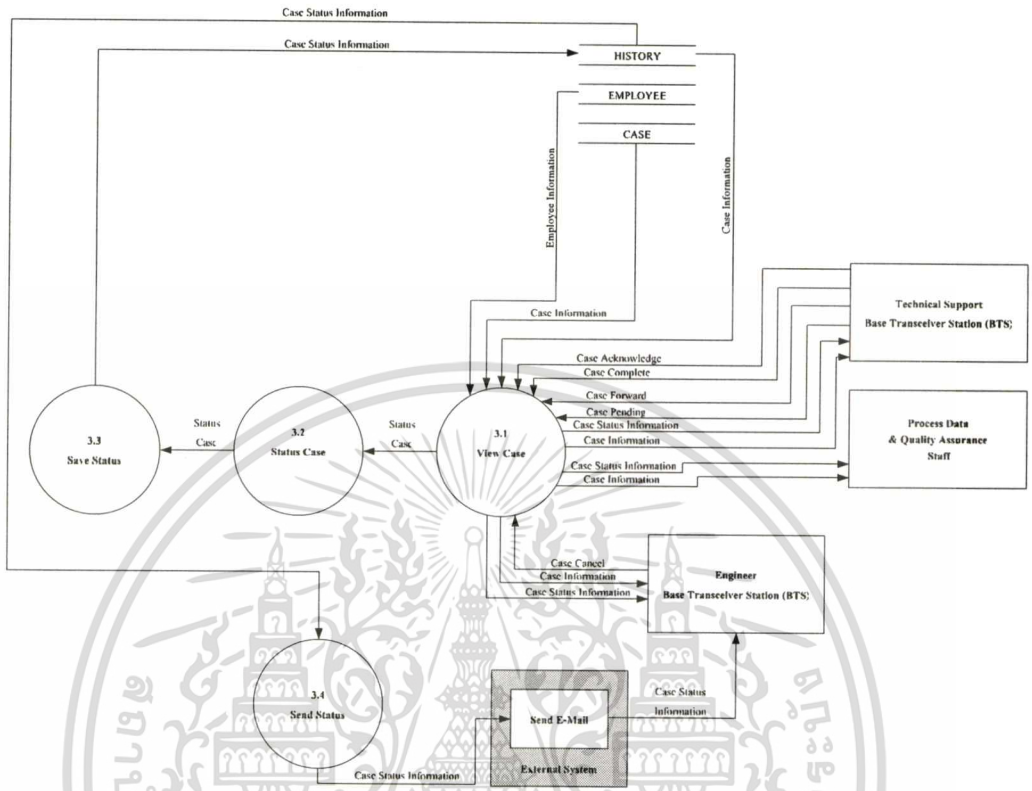 Case Status Information
Case Status Information
HISTORY
EMPLOYEE
CASE
Employee Information
Case Information
Case Information
Technical Support
Base Transcelver Station (BTS)
Case Acknowledge
Case Complete
Case Forward
Case Pending
Case Status Information
Case Information
Case Status Information
Case Information
Process Data
& Quality Assurance
Staff
3.3
Save Status
Status
Case
3.2
Status Case
Status
Case
3.1
View Case
Case Cancel
Case Information
Case Status Information
Engineer
Base Transcelver Station (BTS)
3.4
Send Status
Send E-Mail
External System
Case Status
Information
Case Status Information